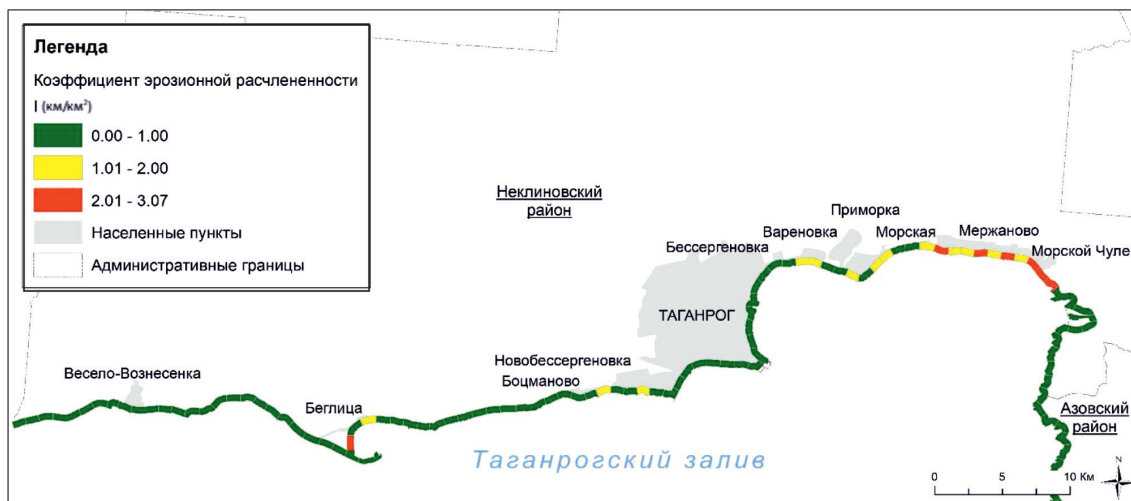 Легенда
Коэффициент эрозионной расчлененности
I (км/км²)
0.00 - 1.00
1.01 - 2.00
2.01 - 3.07
Населенные пункты
Административные границы
Неклиновский
район
Приморка
Вареновка
Морская
Мержаново
Бессергеновка
Морской Чулек
ТАГАНРОГ
Новобессергеновка
Боцманово
Весело-Вознесенка
Беглица
Азовский
район
Таганрогский залив
N
0 5 10 Км